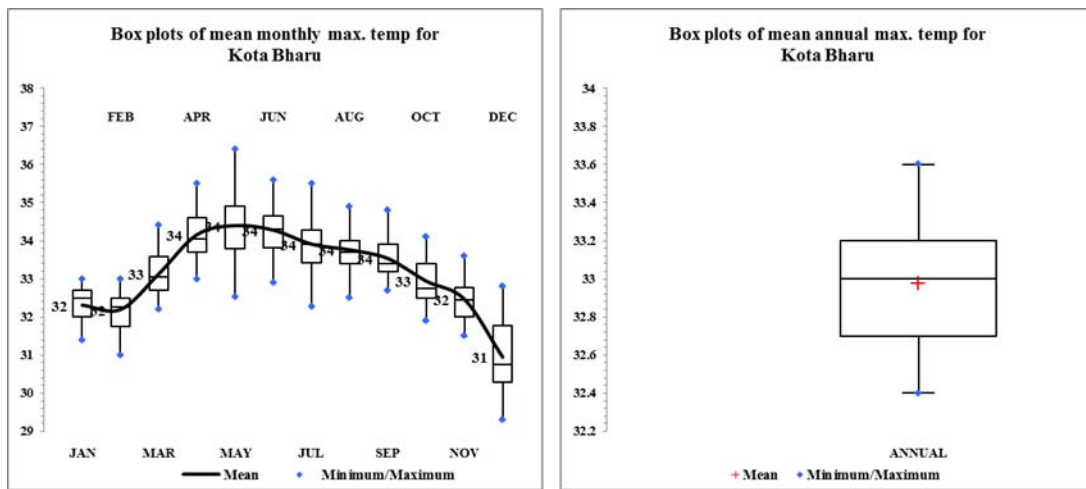 Box plots of mean monthly max. temp for
Kota Bharu
38
37
36
35
34
33
32
31
30
29
FEB APR JUN AUG OCT DEC
32 32 33 34 34 34 34 34 34 33 32 31
JAN MAR MAY JUL SEP NOV
Mean Minimum/Maximum
Box plots of mean annual max. temp for
Kota Bharu
34
33.8
33.6
33.4
33.2
33
32.8
32.6
32.4
32.2
ANNUAL
Mean Minimum/Maximum